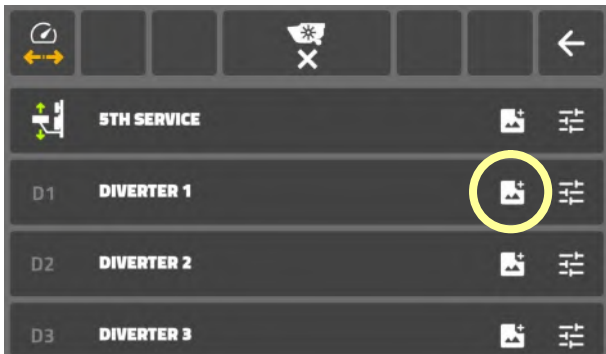 5TH SERVICE
D1 DIVERTER 1
D2 DIVERTER 2
D3 DIVERTER 3